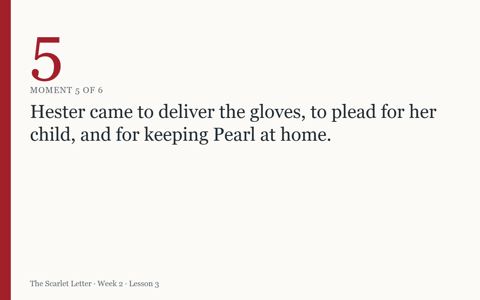 5
MOMENT 5 OF 6
Hester came to deliver the gloves, to plead for her
child, and for keeping Pearl at home.
The Scarlet Letter · Week 2 · Lesson 3